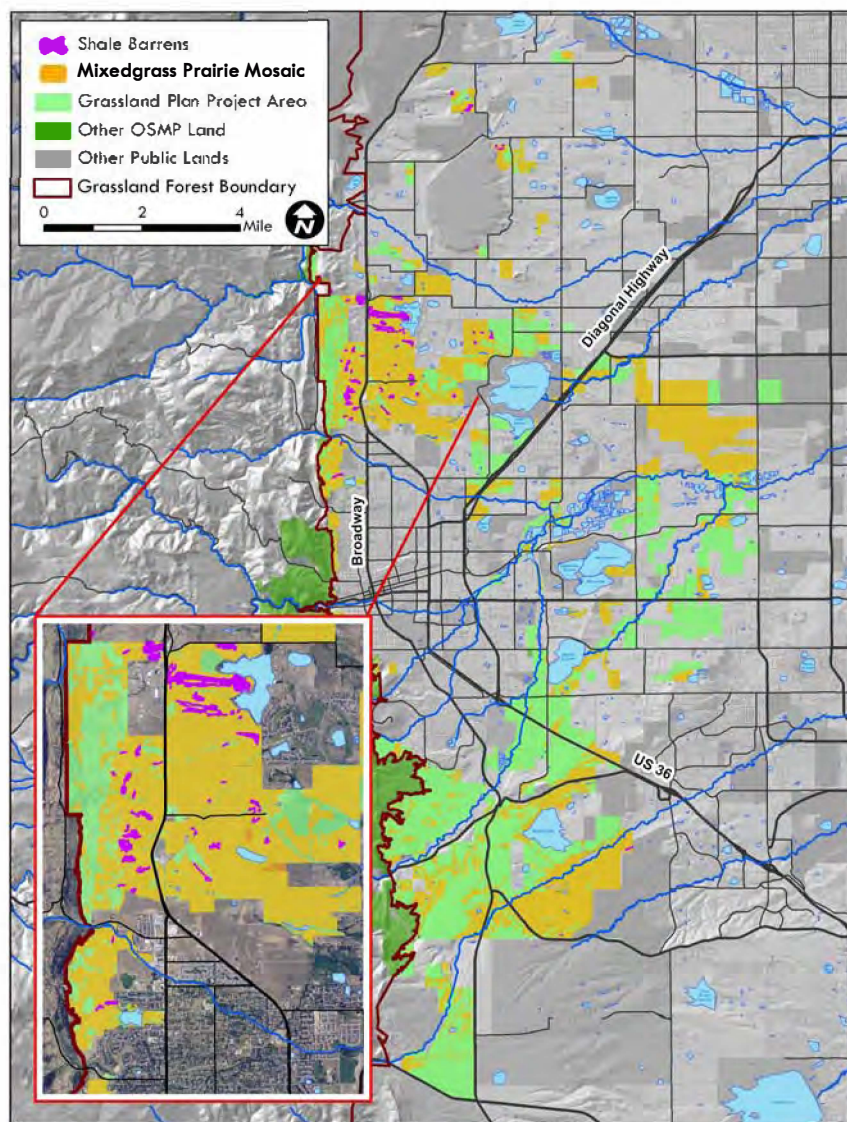 Shale Barrens
Mixedgrass Prairie Mosaic
Grassland Plan Project Area
Other OSMP Land
Other Public Lands
Grassland Forest Boundary
0 2 4
Mile
N
Diagonal Highway
Broadway
US 36